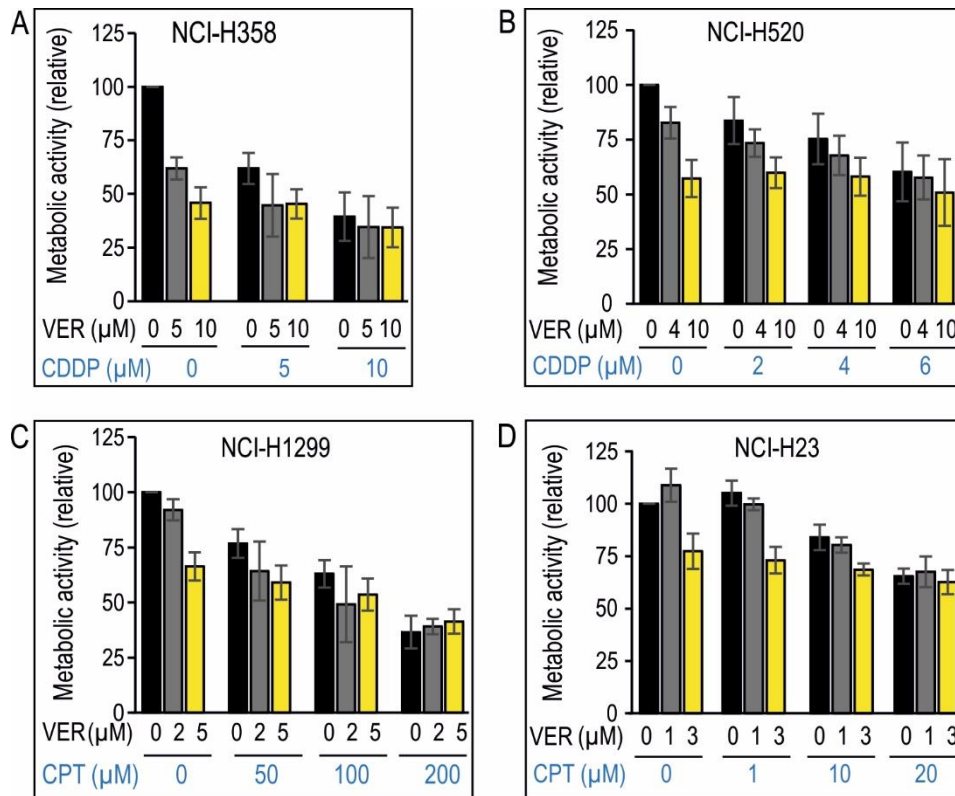 A
NCI-H358
Metabolic activity (relative)
125
100
75
50
25
0
VER (µM) 0 5 10 0 5 10 0 5 10
CDDP (µM) 0 5 10
B
NCI-H520
Metabolic activity (relative)
125
100
75
50
25
0
VER (µM) 0 4 10 0 4 10 0 4 10 0 4 10
CDDP (µM) 0 2 4 6
C
NCI-H1299
Metabolic activity (relative)
125
100
75
50
25
0
VER (µM) 0 2 5 0 2 5 0 2 5 0 2 5
CPT (µM) 0 50 100 200
D
NCI-H23
Metabolic activity (relative)
125
100
75
50
25
0
VER (µM) 0 1 3 0 1 3 0 1 3 0 1 3
CPT (µM) 0 1 10 20